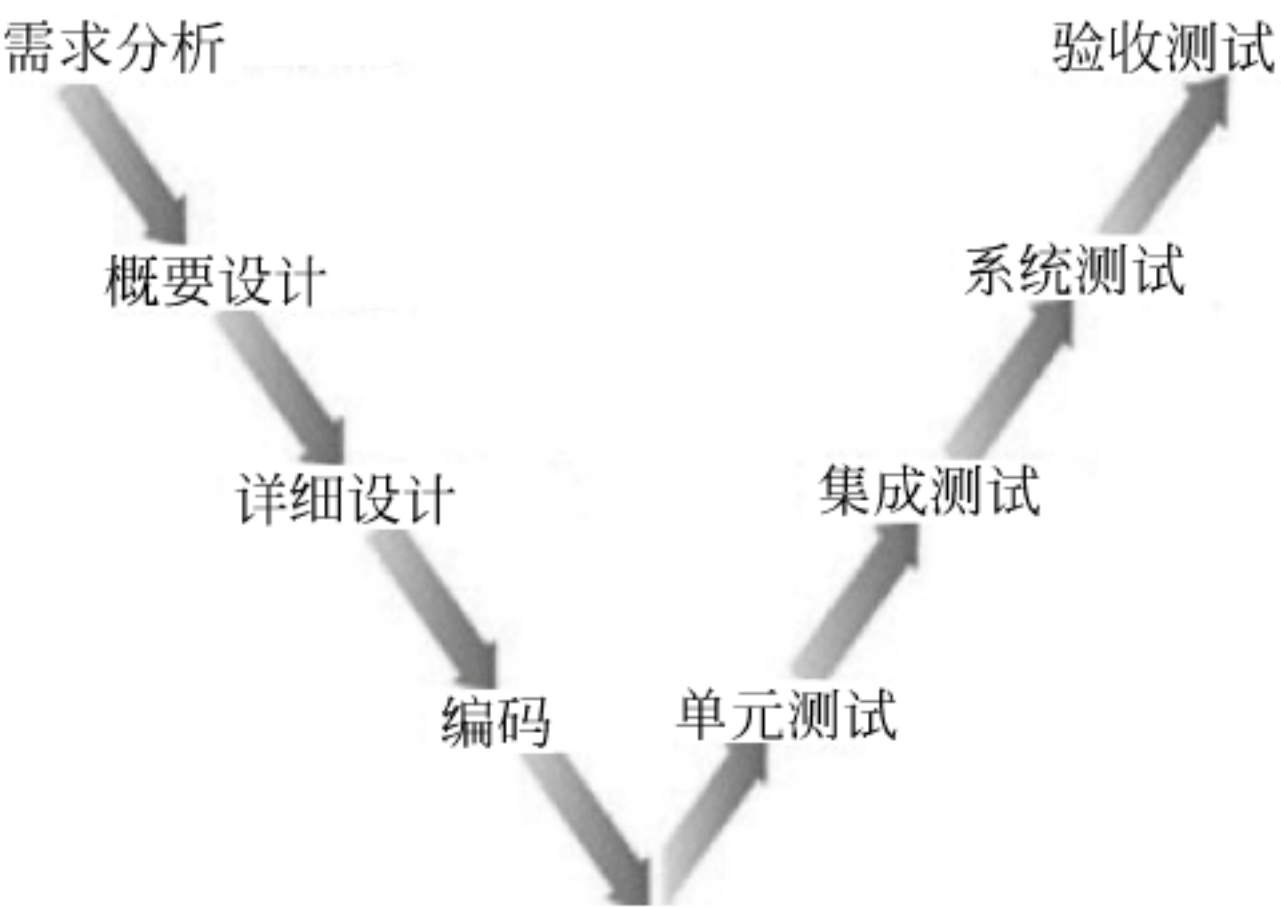 需求分析
验收测试
概要设计
系统测试
详细设计
集成测试
编码
单元测试